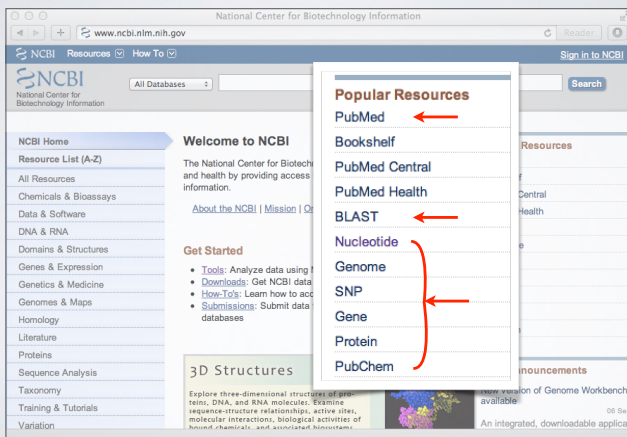 National Center for Biotechnology Information
www.ncbi.nlm.nih.gov
Reader
NCBI Resources How To
Sign in to NCBI
NCBI
National Center for
Biotechnology Information
All Databases
Search
NCBI Home
Resource List (A-Z)
All Resources
Chemicals & Bioassays
Data & Software
DNA & RNA
Domains & Structures
Genes & Expression
Genetics & Medicine
Genomes & Maps
Homology
Literature
Proteins
Sequence Analysis
Taxonomy
Training & Tutorials
Variation
Welcome to NCBI
The National Center for
and health by providing access
information.
About the NCBI | Mission |
Get Started
Tools: Analyze data using
Downloads: Get NCBI data
How-To's: Learn how to
Submissions: Submit data
databases
3D Structures
Explore three-dimensional structures of pro-
teins, DNA, and RNA molecules. Examine
sequence-structure relationships, active sites,
molecular interactions, biological activities of
bound chemicals, and associated biosystems.
Popular Resources
PubMed
Bookshelf
PubMed Central
PubMed Health
BLAST
Nucleotide
Genome
SNP
Gene
Protein
PubChem
Resources
Central
Health
New version of Genome Workbench
available
An integrated, downloadable